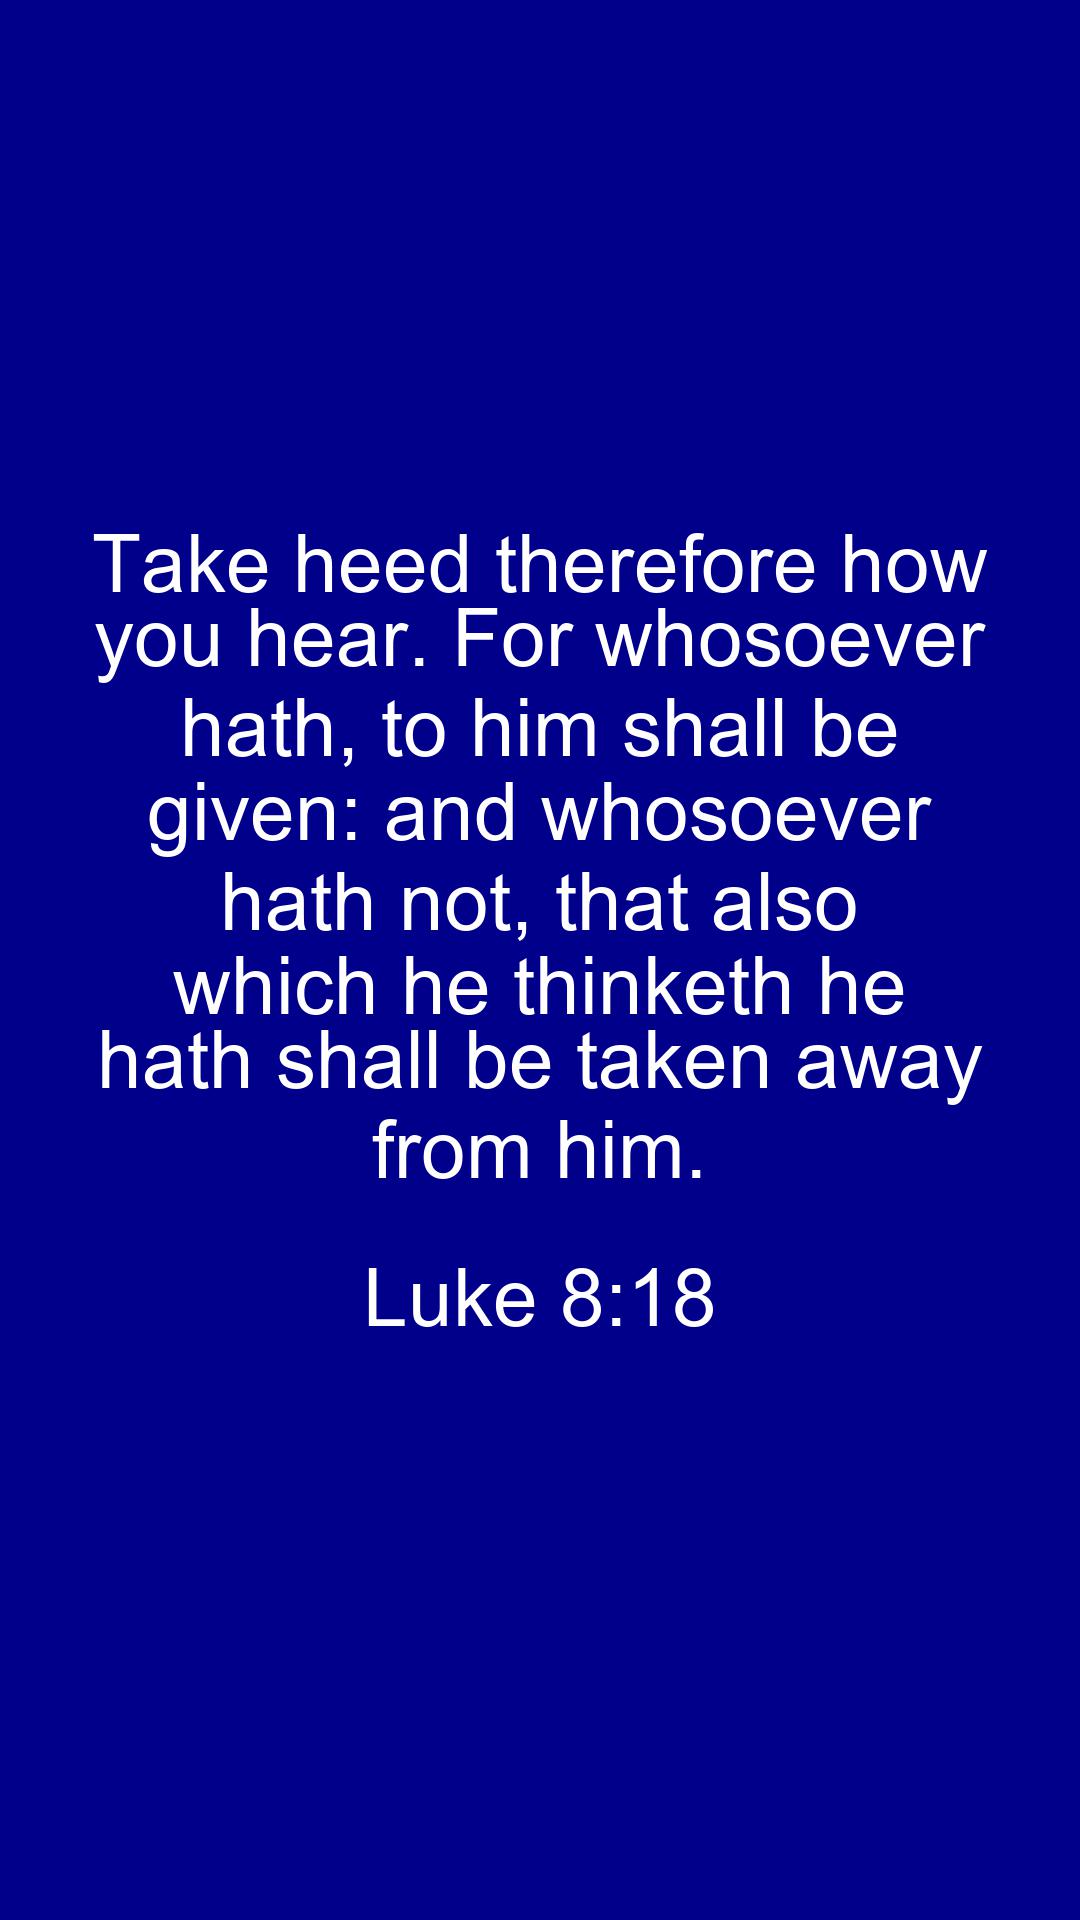 Take heed therefore how
you hear. For whosoever
hath, to him shall be
given: and whosoever
hath not, that also
which he thinketh he
hath shall be taken away
from him.
Luke 8:18